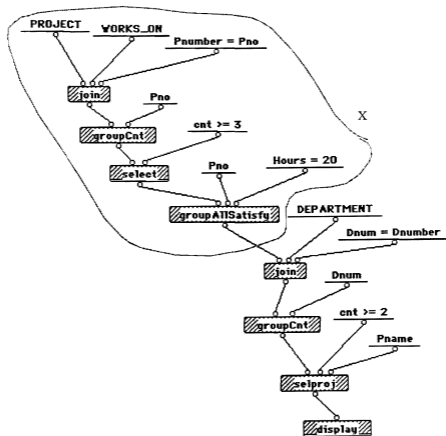 PROJECT
WORKS_ON
Pnumber = Pno
join
Pno
groupCnt
cnt >= 3
X
select
Pno
Hours = 20
groupAllSatisfy
DEPARTMENT
Dnum = Dnumber
join
Dnum
groupCnt
cnt >= 2
Pname
selproj
display